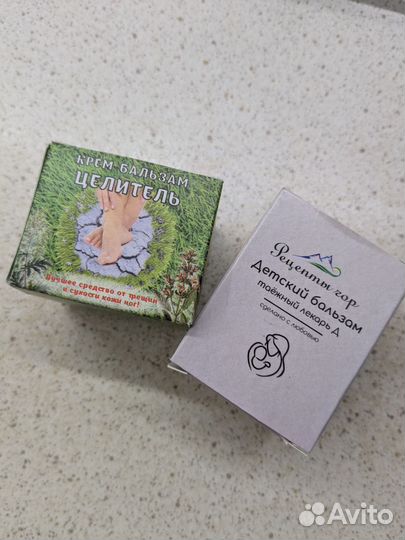 КРЕМ-БАЛЬЗАМ
ЦЕЛИТЕЛЬ
Лучшее средство от трещин
и сухости кожи ног!
Рецепты гор
Детский бальзам
таёжный лекарь Д
сделано с любовью
Avito